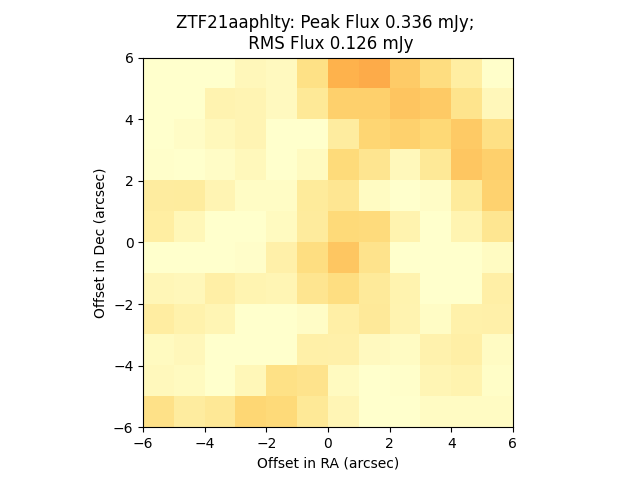 ZTF21aaphlty: Peak Flux 0.336 mJy;
RMS Flux 0.126 mJy
6
4
2
0
−2
−4
−6
Offset in Dec (arcsec)
−6 −4 −2 0 2 4 6
Offset in RA (arcsec)